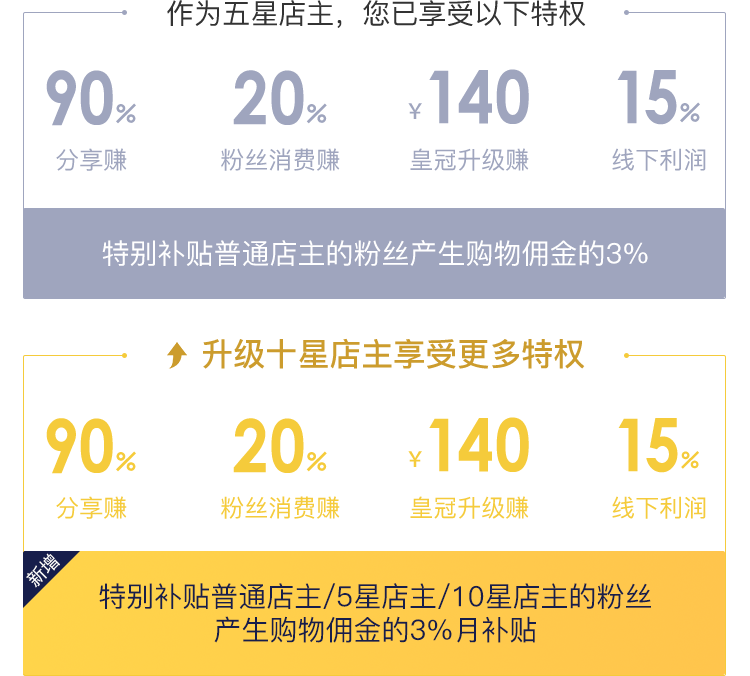 作为五星店主，您已享受以下特权
90% 20% ¥140 15%
分享赚 粉丝消费赚 皇冠升级赚 线下利润
特别补贴普通店主的粉丝产生购物佣金的3%
升级十星店主享受更多特权
90% 20% ¥140 15%
分享赚 粉丝消费赚 皇冠升级赚 线下利润
新增
特别补贴普通店主/5星店主/10星店主的粉丝
产生购物佣金的3%月补贴